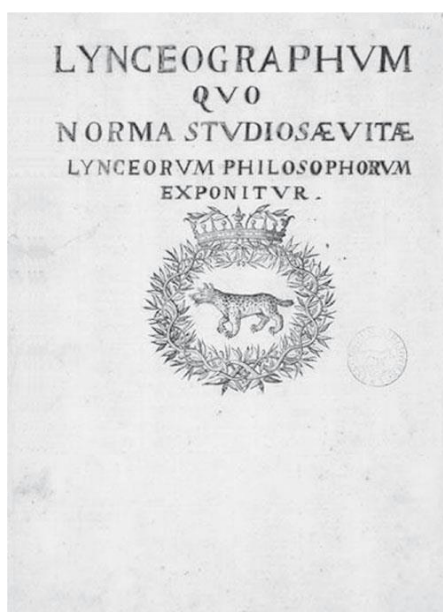 LYNCEOGRAPHVM
QVO
NORMA STVDIOSÆ VITÆ
LYNCEORVM PHILOSOPHORVM
EXPONITVR.